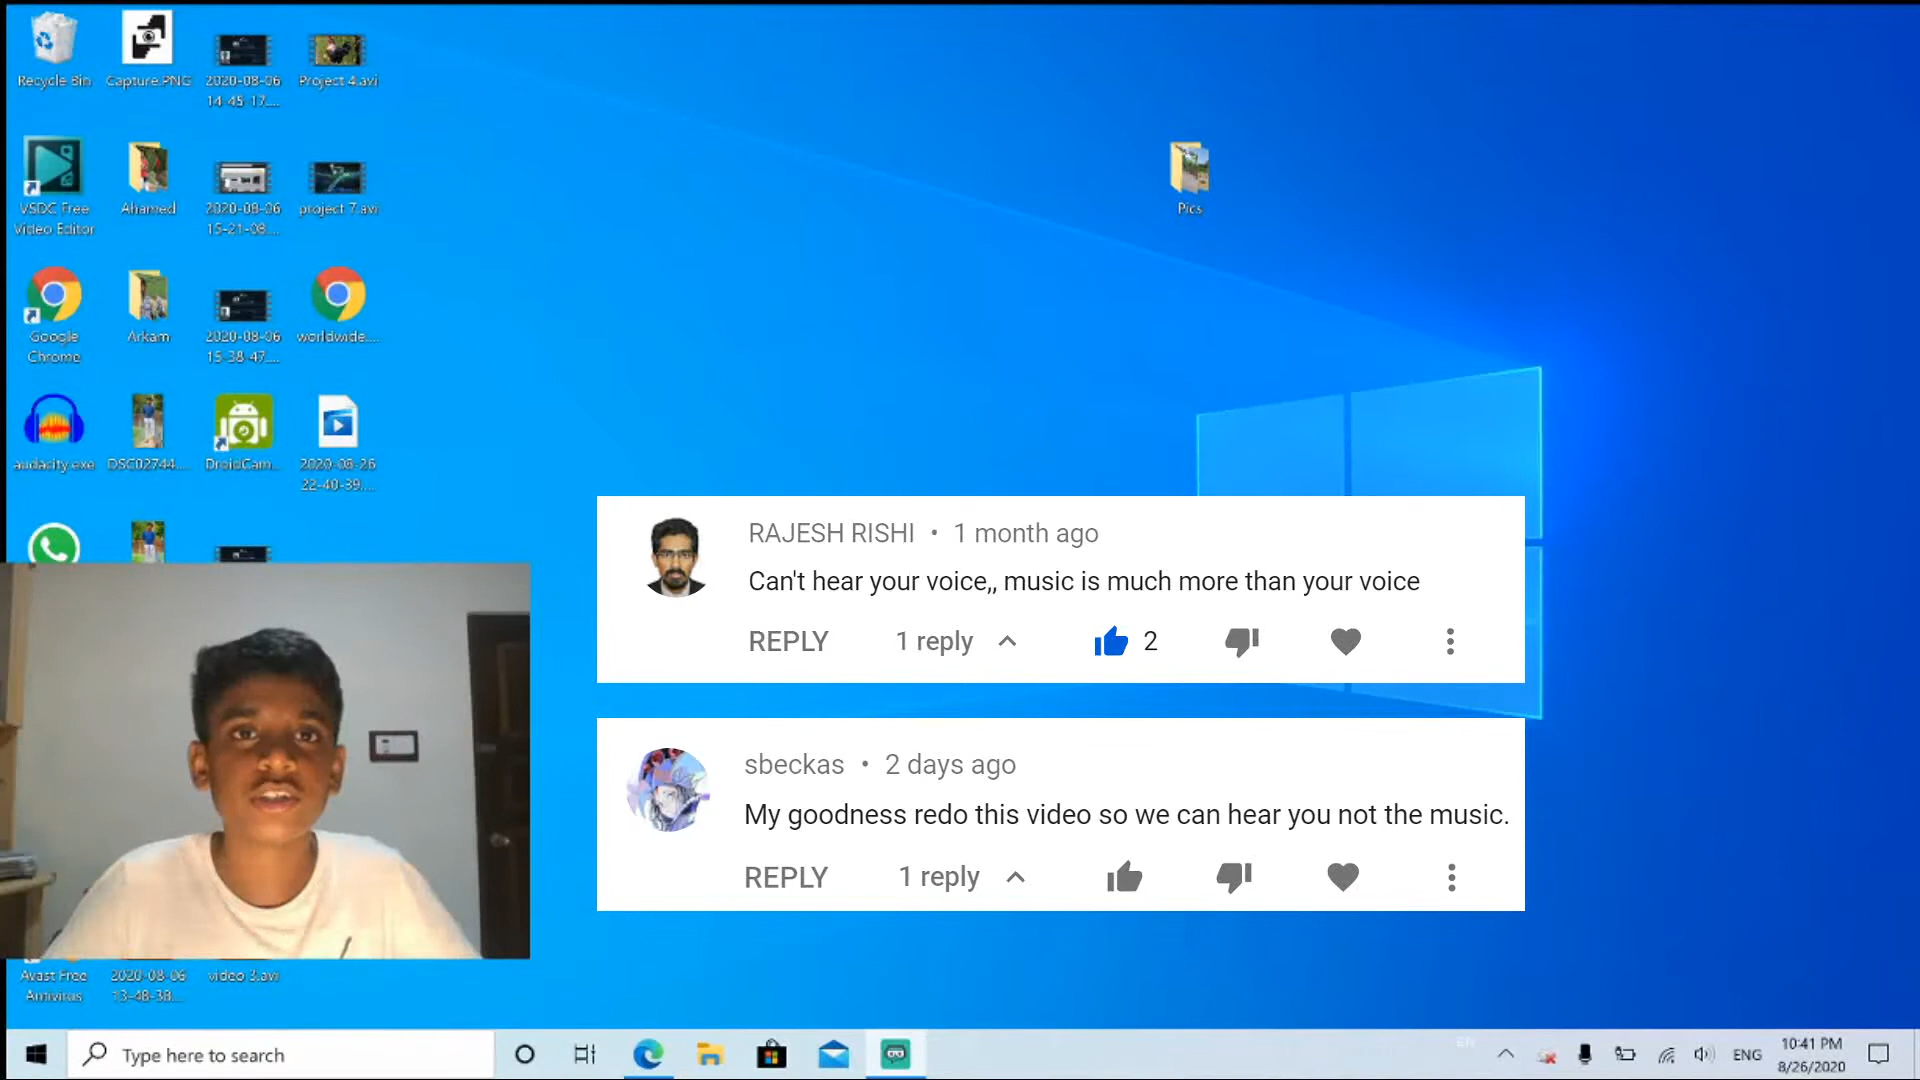 Recycle Bin
Capture.PNG
2020-08-06
14-45-17....
Project 4.avi
VSDC Free
Video Editor
Ahamed
2020-08-06
15-21-08....
project 7.avi
Pics
Google
Chrome
Arkam
2020-08-06
15-38-47....
worldwide....
audacity.exe
DSC02744....
DroidCam...
2020-08-26
22-40-39....
RAJESH RISHI • 1 month ago
Can't hear your voice,, music is much more than your voice
REPLY 1 reply 2
sbeckas • 2 days ago
My goodness redo this video so we can hear you not the music.
REPLY 1 reply
Avast Free
Antivirus
2020-08-06
13-48-38....
video 3.avi
Type here to search
ENG
10:41 PM
8/26/2020